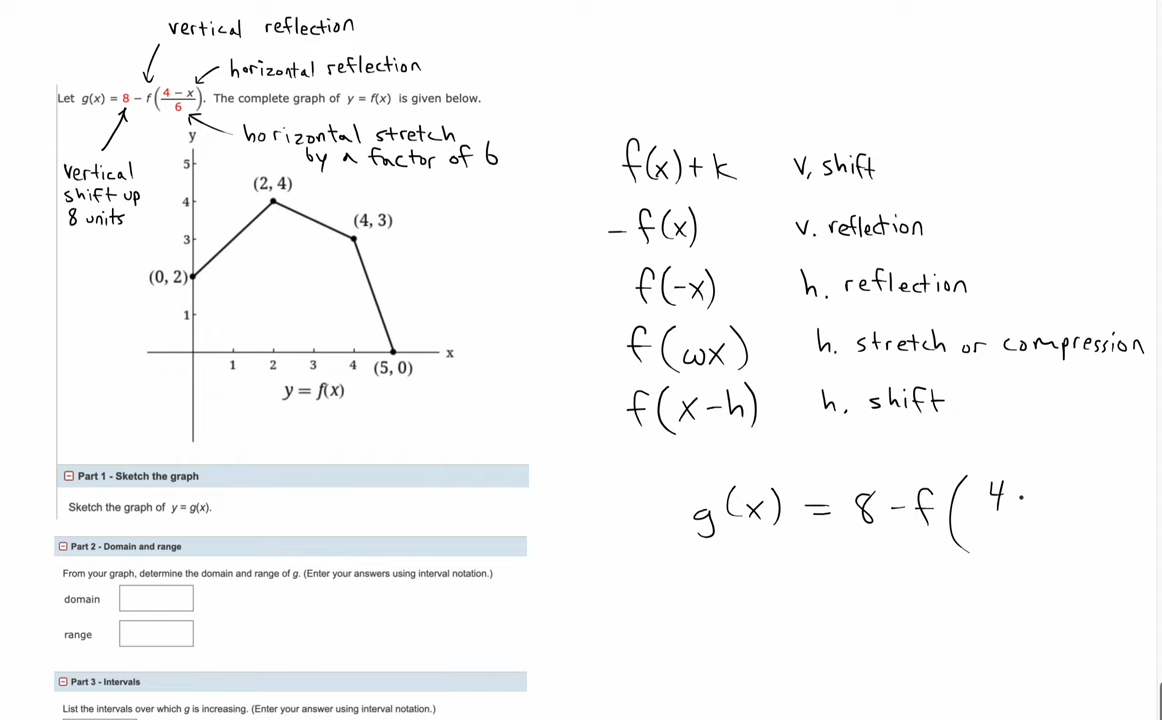 vertical reflection
horizontal reflection
Let g(x) = 8 − f((4 − x)/6). The complete graph of y = f(x) is given below.
horizontal stretch
by a factor of 6
vertical
shift up
8 units
y
5
4
3
1
(2, 4)
(4, 3)
(0, 2)
x
1 2 3 4 (5, 0)
y = f(x)
f(x)+k v. shift
−f(x) v. reflection
f(−x) h. reflection
f(ωx) h. stretch or compression
f(x−h) h. shift
g(x) = 8 − f( 4 ·
Part 1 - Sketch the graph
Sketch the graph of y = g(x).
Part 2 - Domain and range
From your graph, determine the domain and range of g. (Enter your answers using interval notation.)
domain
range
Part 3 - Intervals
List the intervals over which g is increasing. (Enter your answer using interval notation.)